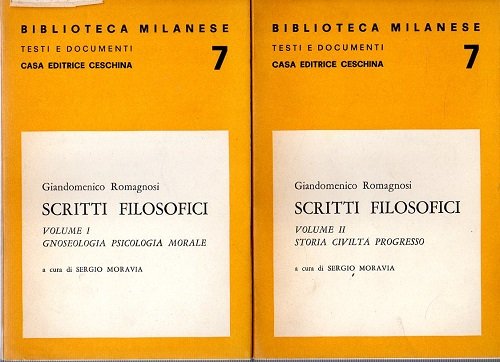 BIBLIOTECA MILANESE
TESTI E DOCUMENTI
CASA EDITRICE CESCHINA
7
Giandomenico Romagnosi
SCRITTI FILOSOFICI
VOLUME I
GNOSEOLOGIA PSICOLOGIA MORALE
a cura di SERGIO MORAVIA
BIBLIOTECA MILANESE
TESTI E DOCUMENTI
CASA EDITRICE CESCHINA
7
Giandomenico Romagnosi
SCRITTI FILOSOFICI
VOLUME II
STORIA CIVILTA PROGRESSO
a cura di SERGIO MORAVIA